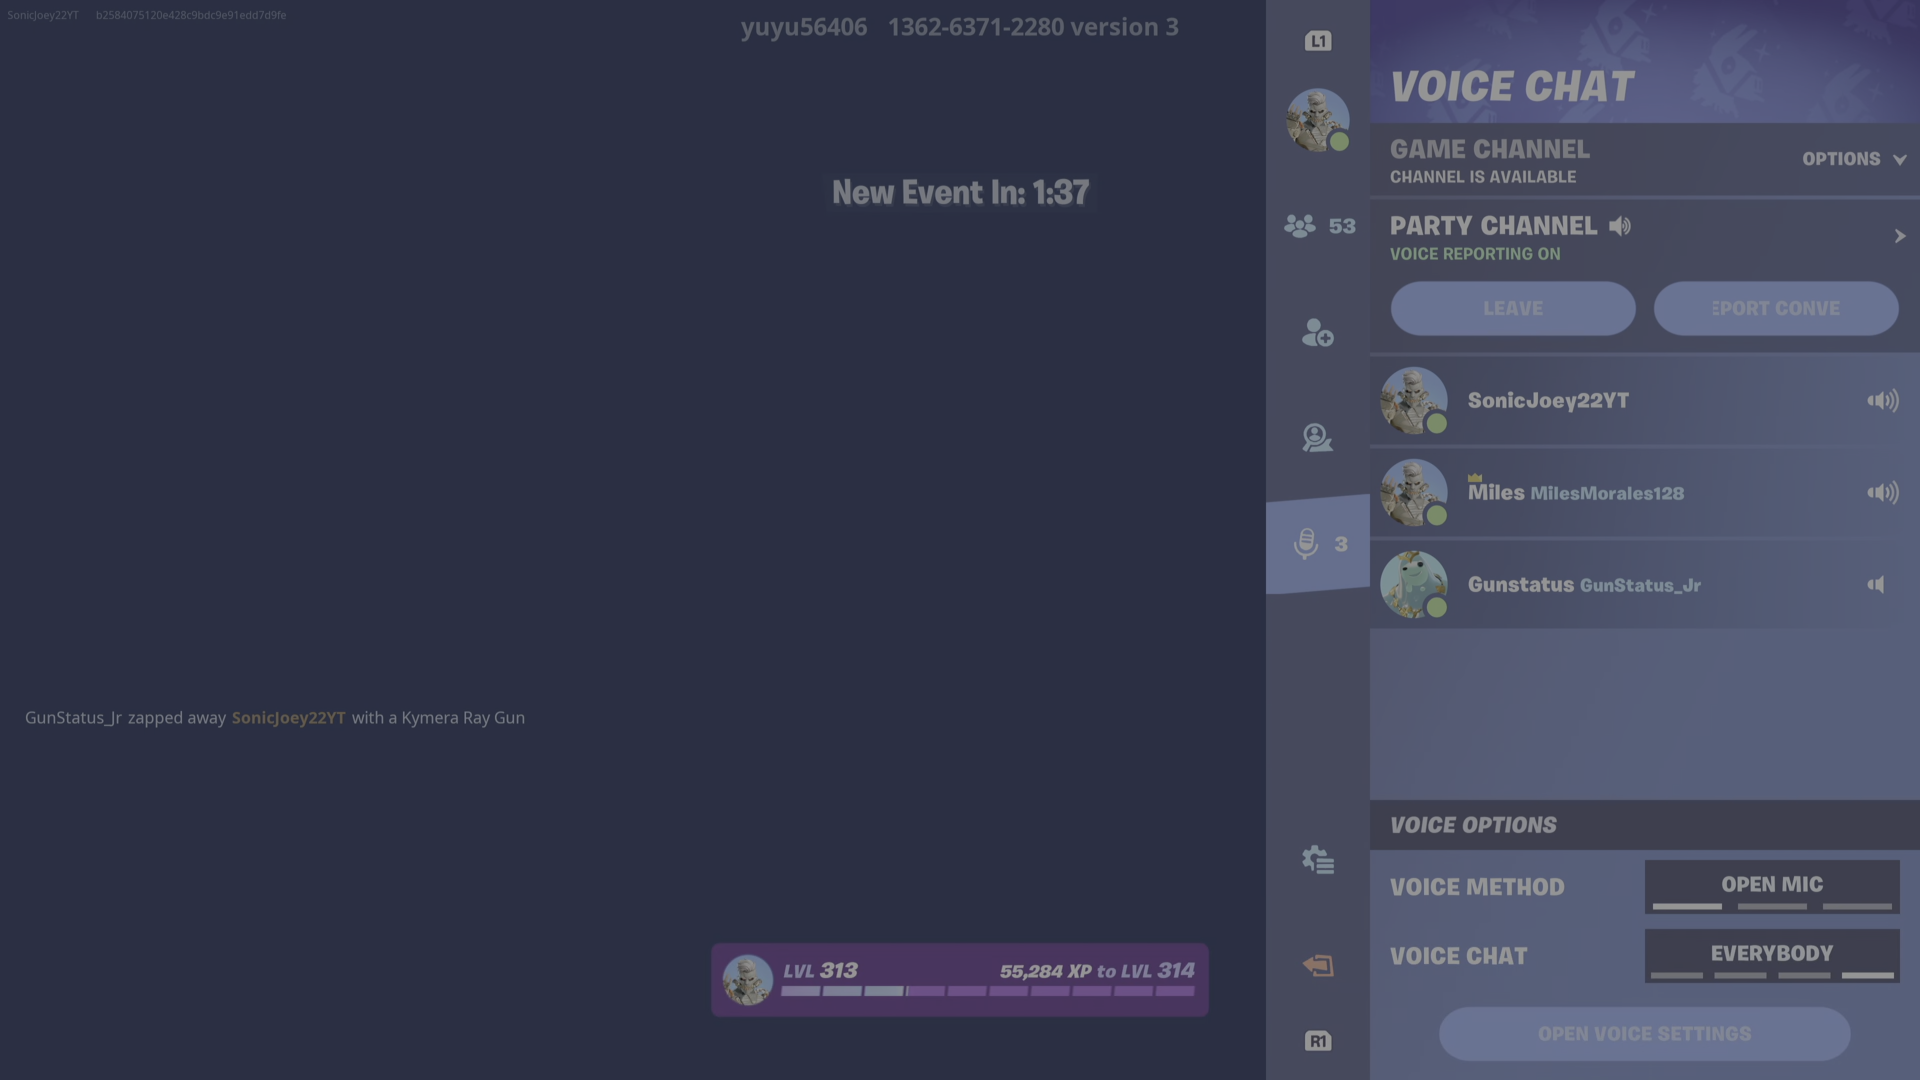 SonicJoey22YT b2584075120e428c9bdc9e91edd7d9fe
yuyu56406 1362-6371-2280 version 3
New Event In: 1:37
GunStatus_Jr zapped away SonicJoey22YT with a Kymera Ray Gun
LVL 313 55,284 XP to LVL 314
L1
53
3
R1
VOICE CHAT
GAME CHANNEL
CHANNEL IS AVAILABLE
OPTIONS
PARTY CHANNEL
VOICE REPORTING ON
LEAVE
EPORT CONVE
SonicJoey22YT
Miles MilesMorales128
Gunstatus GunStatus_Jr
VOICE OPTIONS
VOICE METHOD OPEN MIC
VOICE CHAT EVERYBODY
OPEN VOICE SETTINGS